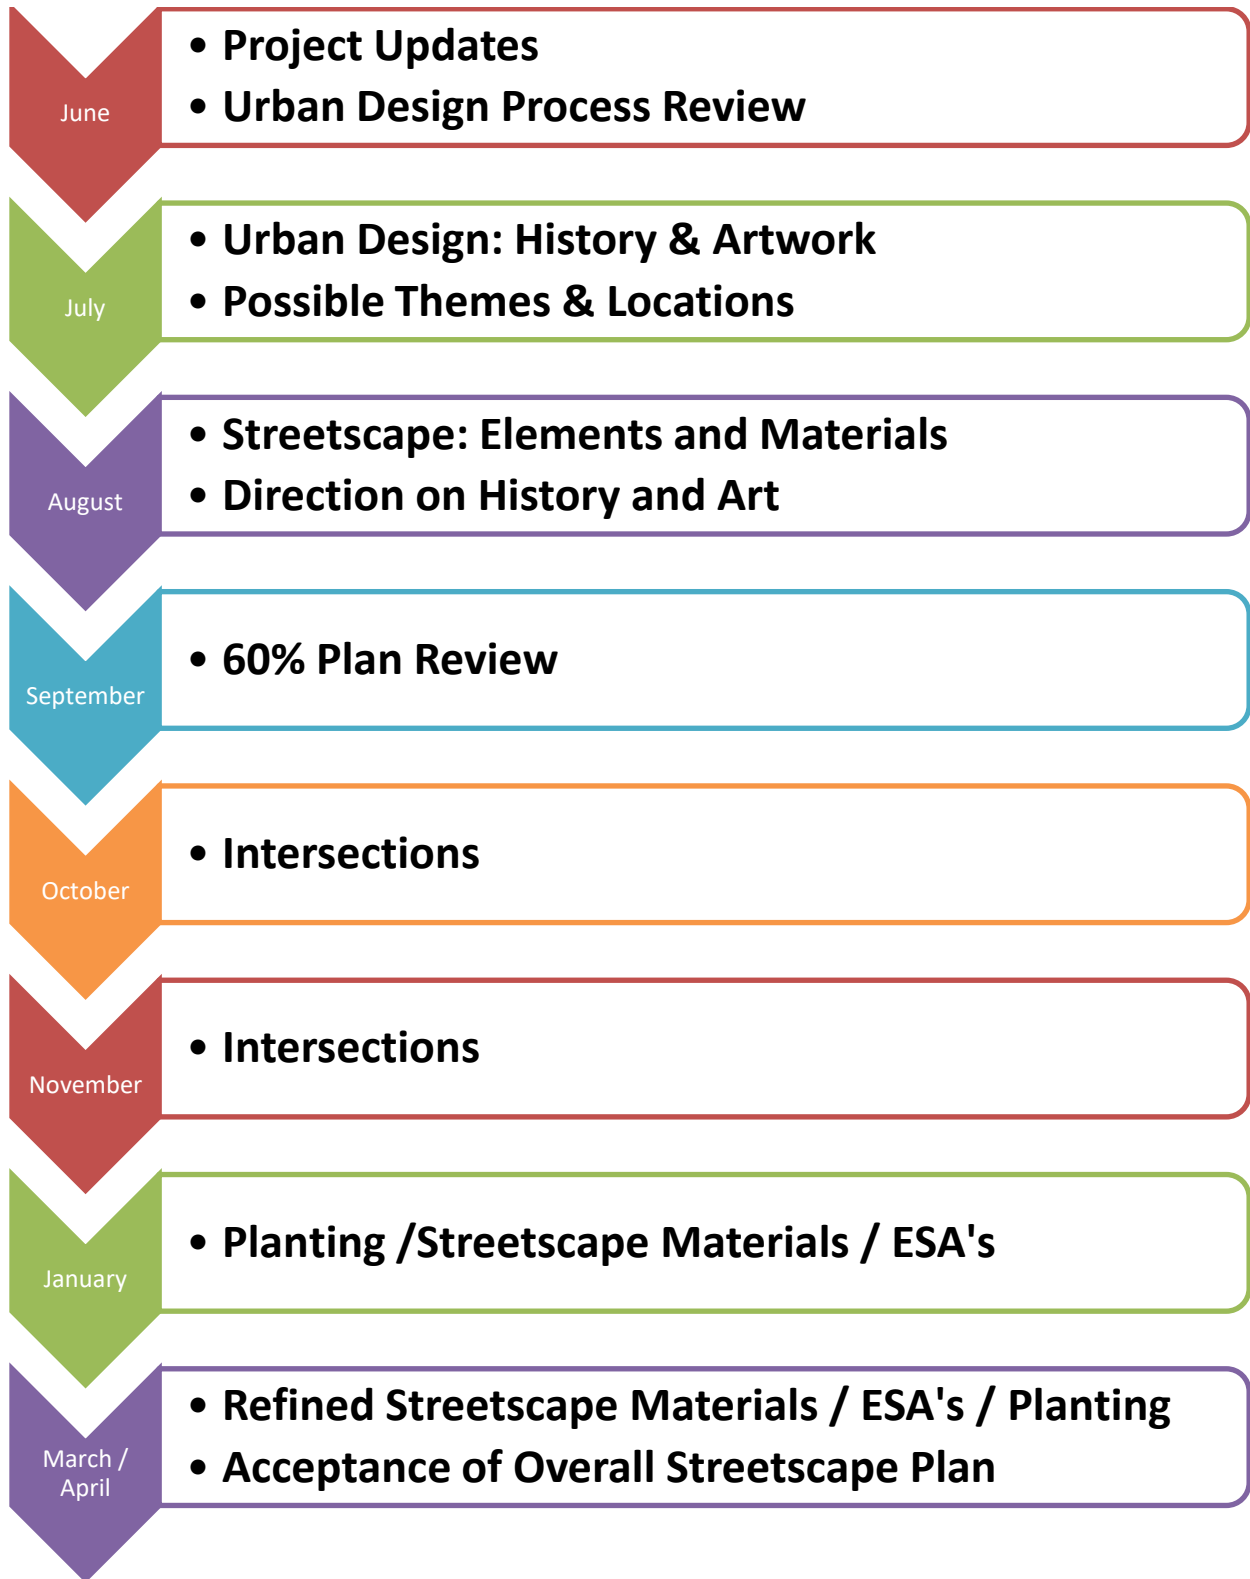 June
• Project Updates
• Urban Design Process Review
July
• Urban Design: History & Artwork
• Possible Themes & Locations
August
• Streetscape: Elements and Materials
• Direction on History and Art
September
• 60% Plan Review
October
• Intersections
November
• Intersections
January
• Planting /Streetscape Materials / ESA's
March /
April
• Refined Streetscape Materials / ESA's / Planting
• Acceptance of Overall Streetscape Plan